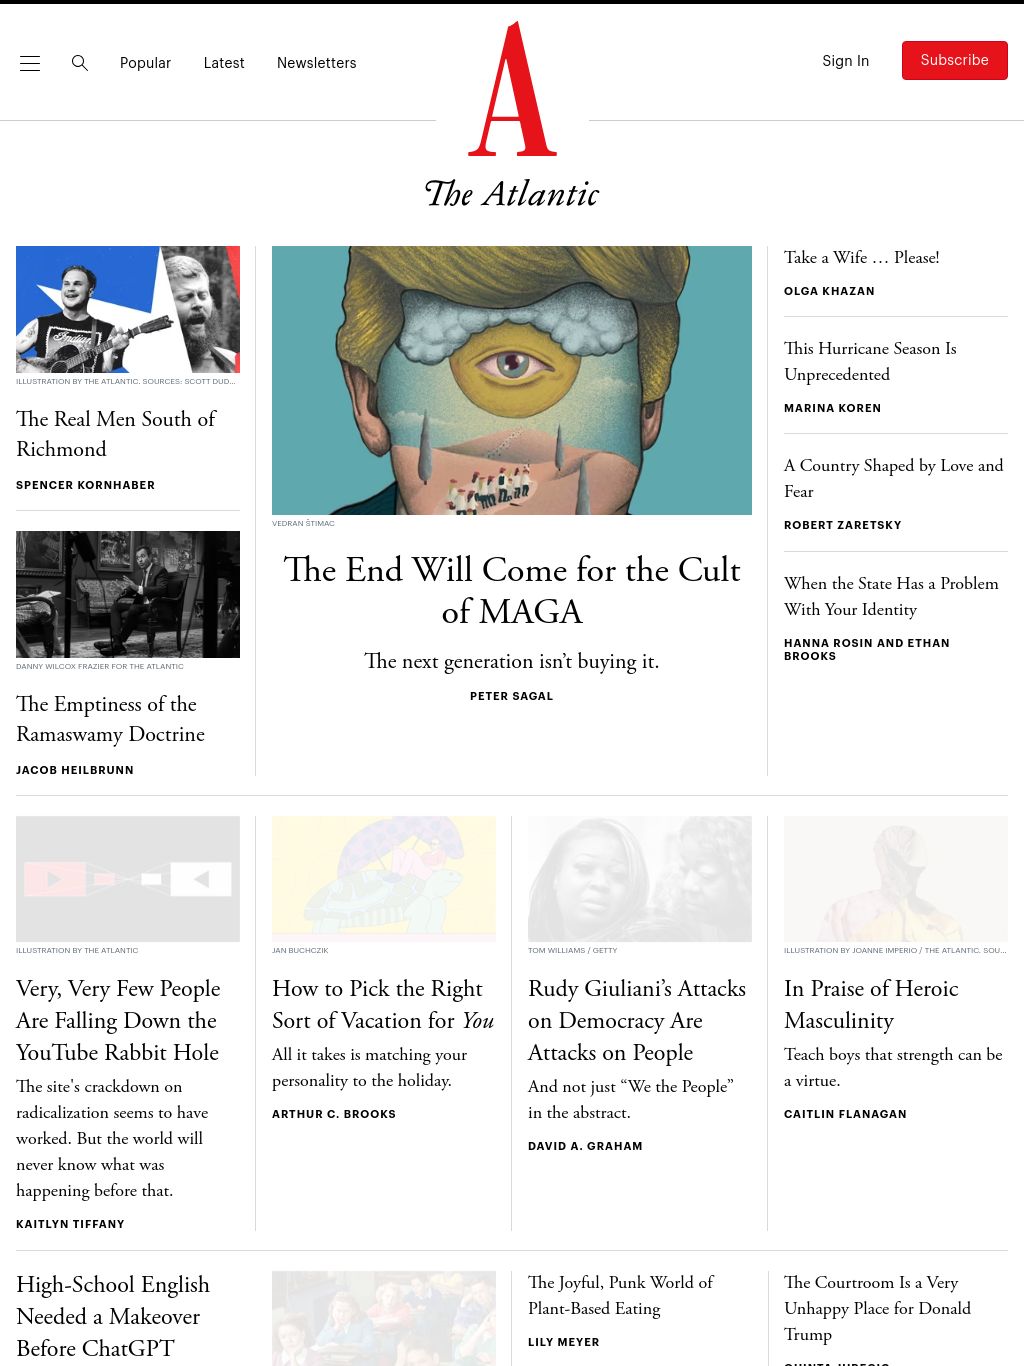 Popular
Latest
Newsletters
A
Sign In
Subscribe
The Atlantic
Indian
ILLUSTRATION BY THE ATLANTIC. SOURCES: SCOTT DUD...
The Real Men South of
Richmond
SPENCER KORNHABER
DANNY WILCOX FRAZIER FOR THE ATLANTIC
The Emptiness of the
Ramaswamy Doctrine
JACOB HEILBRUNN
VEDRAN ŠTIMAC
The End Will Come for the Cult
of MAGA
The next generation isn’t buying it.
PETER SAGAL
Take a Wife … Please!
OLGA KHAZAN
This Hurricane Season Is
Unprecedented
MARINA KOREN
A Country Shaped by Love and
Fear
ROBERT ZARETSKY
When the State Has a Problem
With Your Identity
HANNA ROSIN AND ETHAN
BROOKS
ILLUSTRATION BY THE ATLANTIC
Very, Very Few People
Are Falling Down the
YouTube Rabbit Hole
The site's crackdown on
radicalization seems to have
worked. But the world will
never know what was
happening before that.
KAITLYN TIFFANY
JAN BUCHCZIK
How to Pick the Right
Sort of Vacation for You
All it takes is matching your
personality to the holiday.
ARTHUR C. BROOKS
TOM WILLIAMS / GETTY
Rudy Giuliani’s Attacks
on Democracy Are
Attacks on People
And not just “We the People”
in the abstract.
DAVID A. GRAHAM
ILLUSTRATION BY JOANNE IMPERIO / THE ATLANTIC. SOU...
In Praise of Heroic
Masculinity
Teach boys that strength can be
a virtue.
CAITLIN FLANAGAN
High-School English
Needed a Makeover
Before ChatGPT
The Joyful, Punk World of
Plant-Based Eating
LILY MEYER
The Courtroom Is a Very
Unhappy Place for Donald
Trump